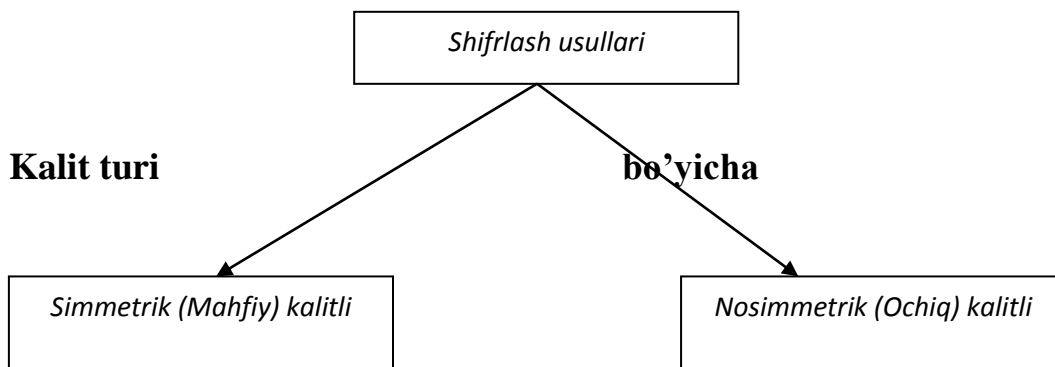 Shifrlash usullari
Kalit turi bo’yicha
Simmetrik (Mahfiy) kalitli
Nosimmetrik (Ochiq) kalitli